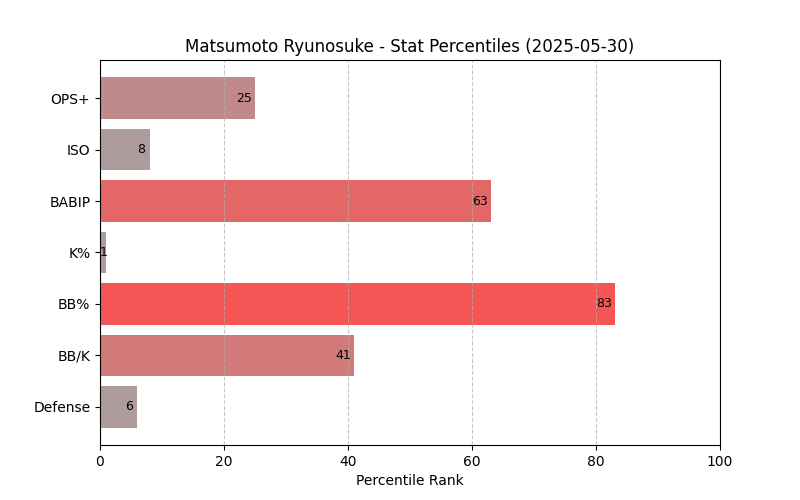 Matsumoto Ryunosuke - Stat Percentiles (2025-05-30)
OPS+ 25
ISO 8
BABIP 63
K% 1
BB% 83
BB/K 41
Defense 6
0 20 40 60 80 100
Percentile Rank